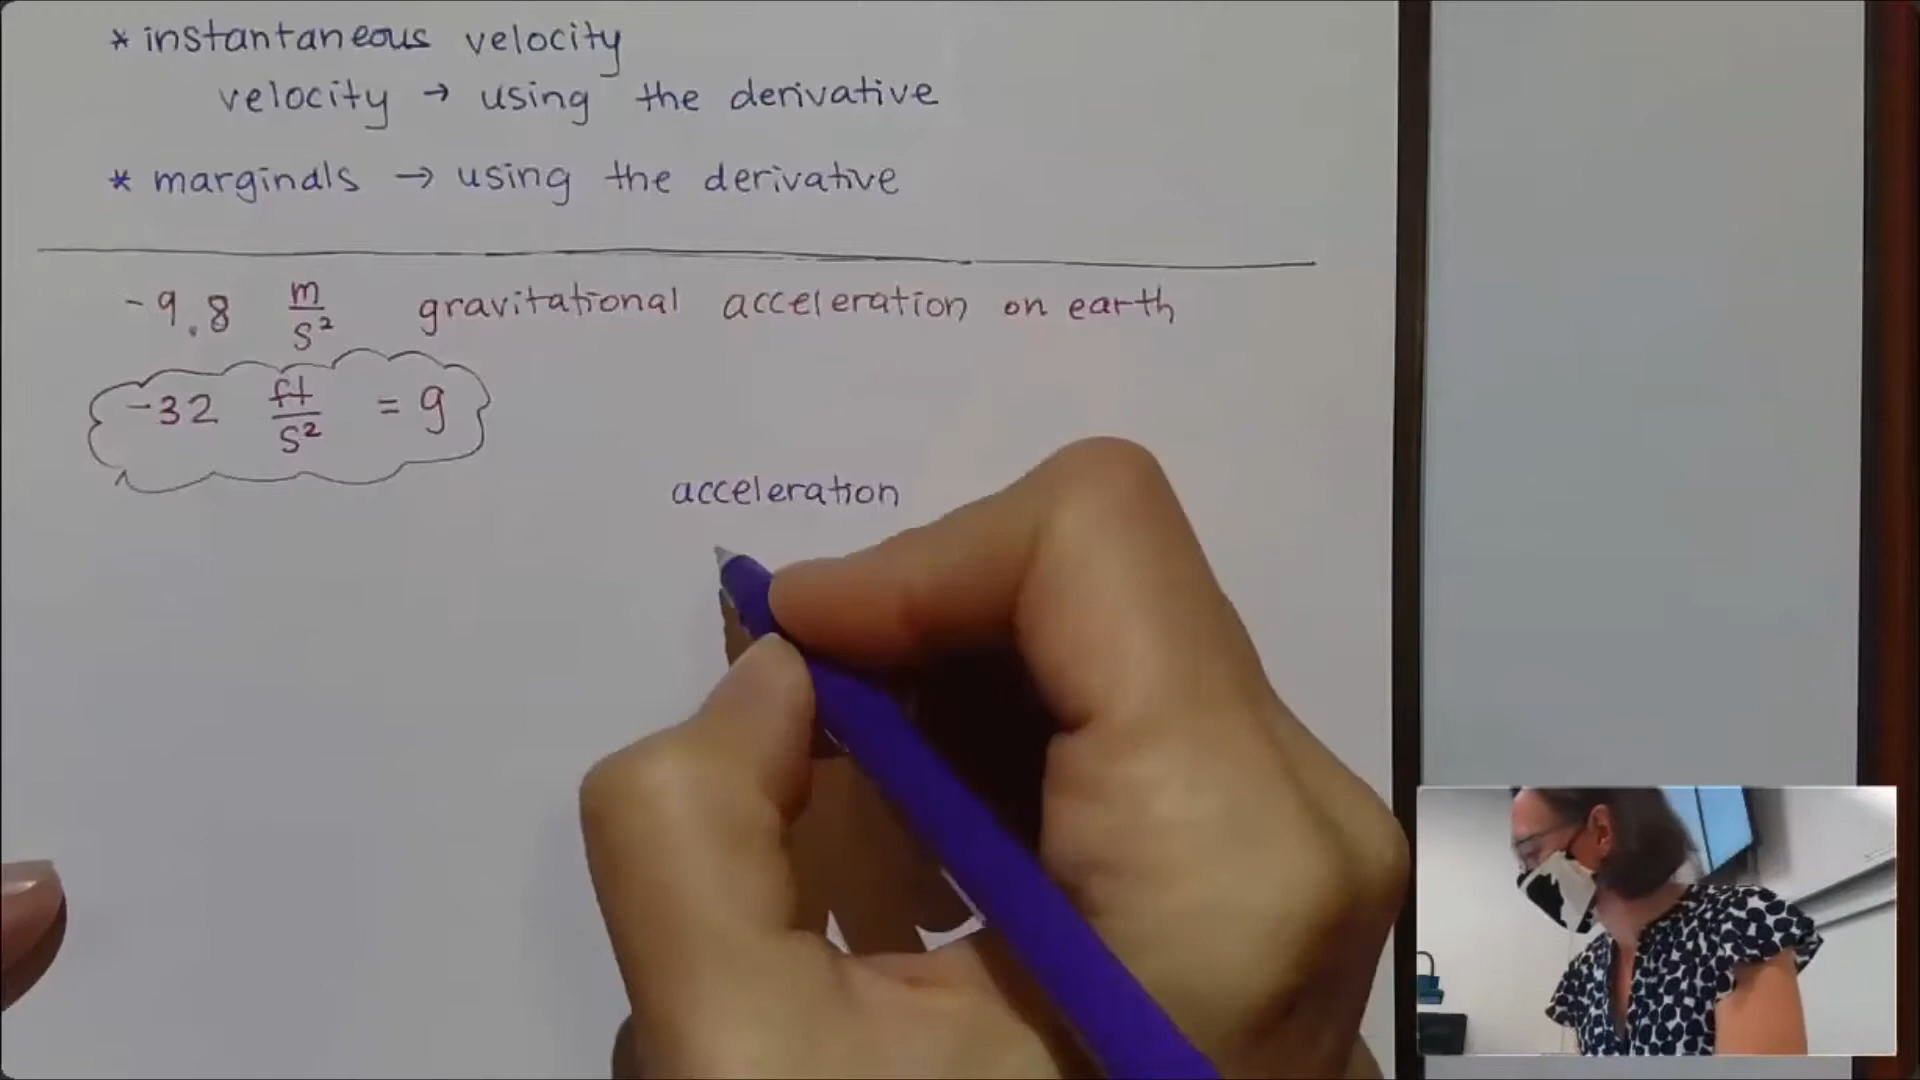 * instantaneous velocity
velocity → using the derivative
* marginals → using the derivative
-9.8 m/s² gravitational acceleration on earth
-32 ft/s² = g
acceleration